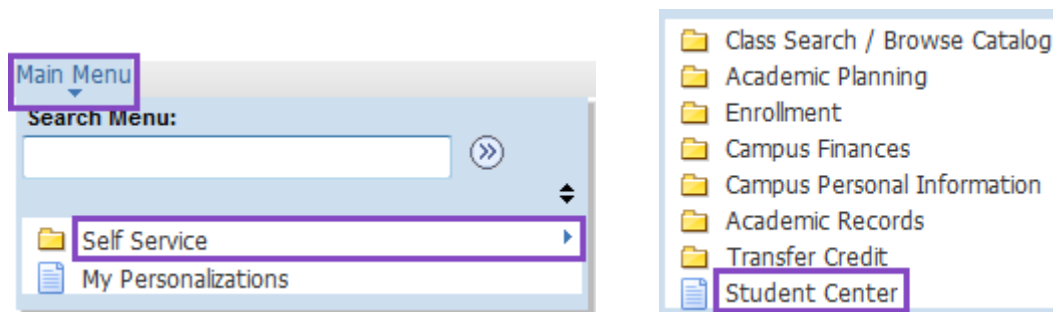 Main Menu
Search Menu:
Self Service
My Personalizations
Class Search / Browse Catalog
Academic Planning
Enrollment
Campus Finances
Campus Personal Information
Academic Records
Transfer Credit
Student Center